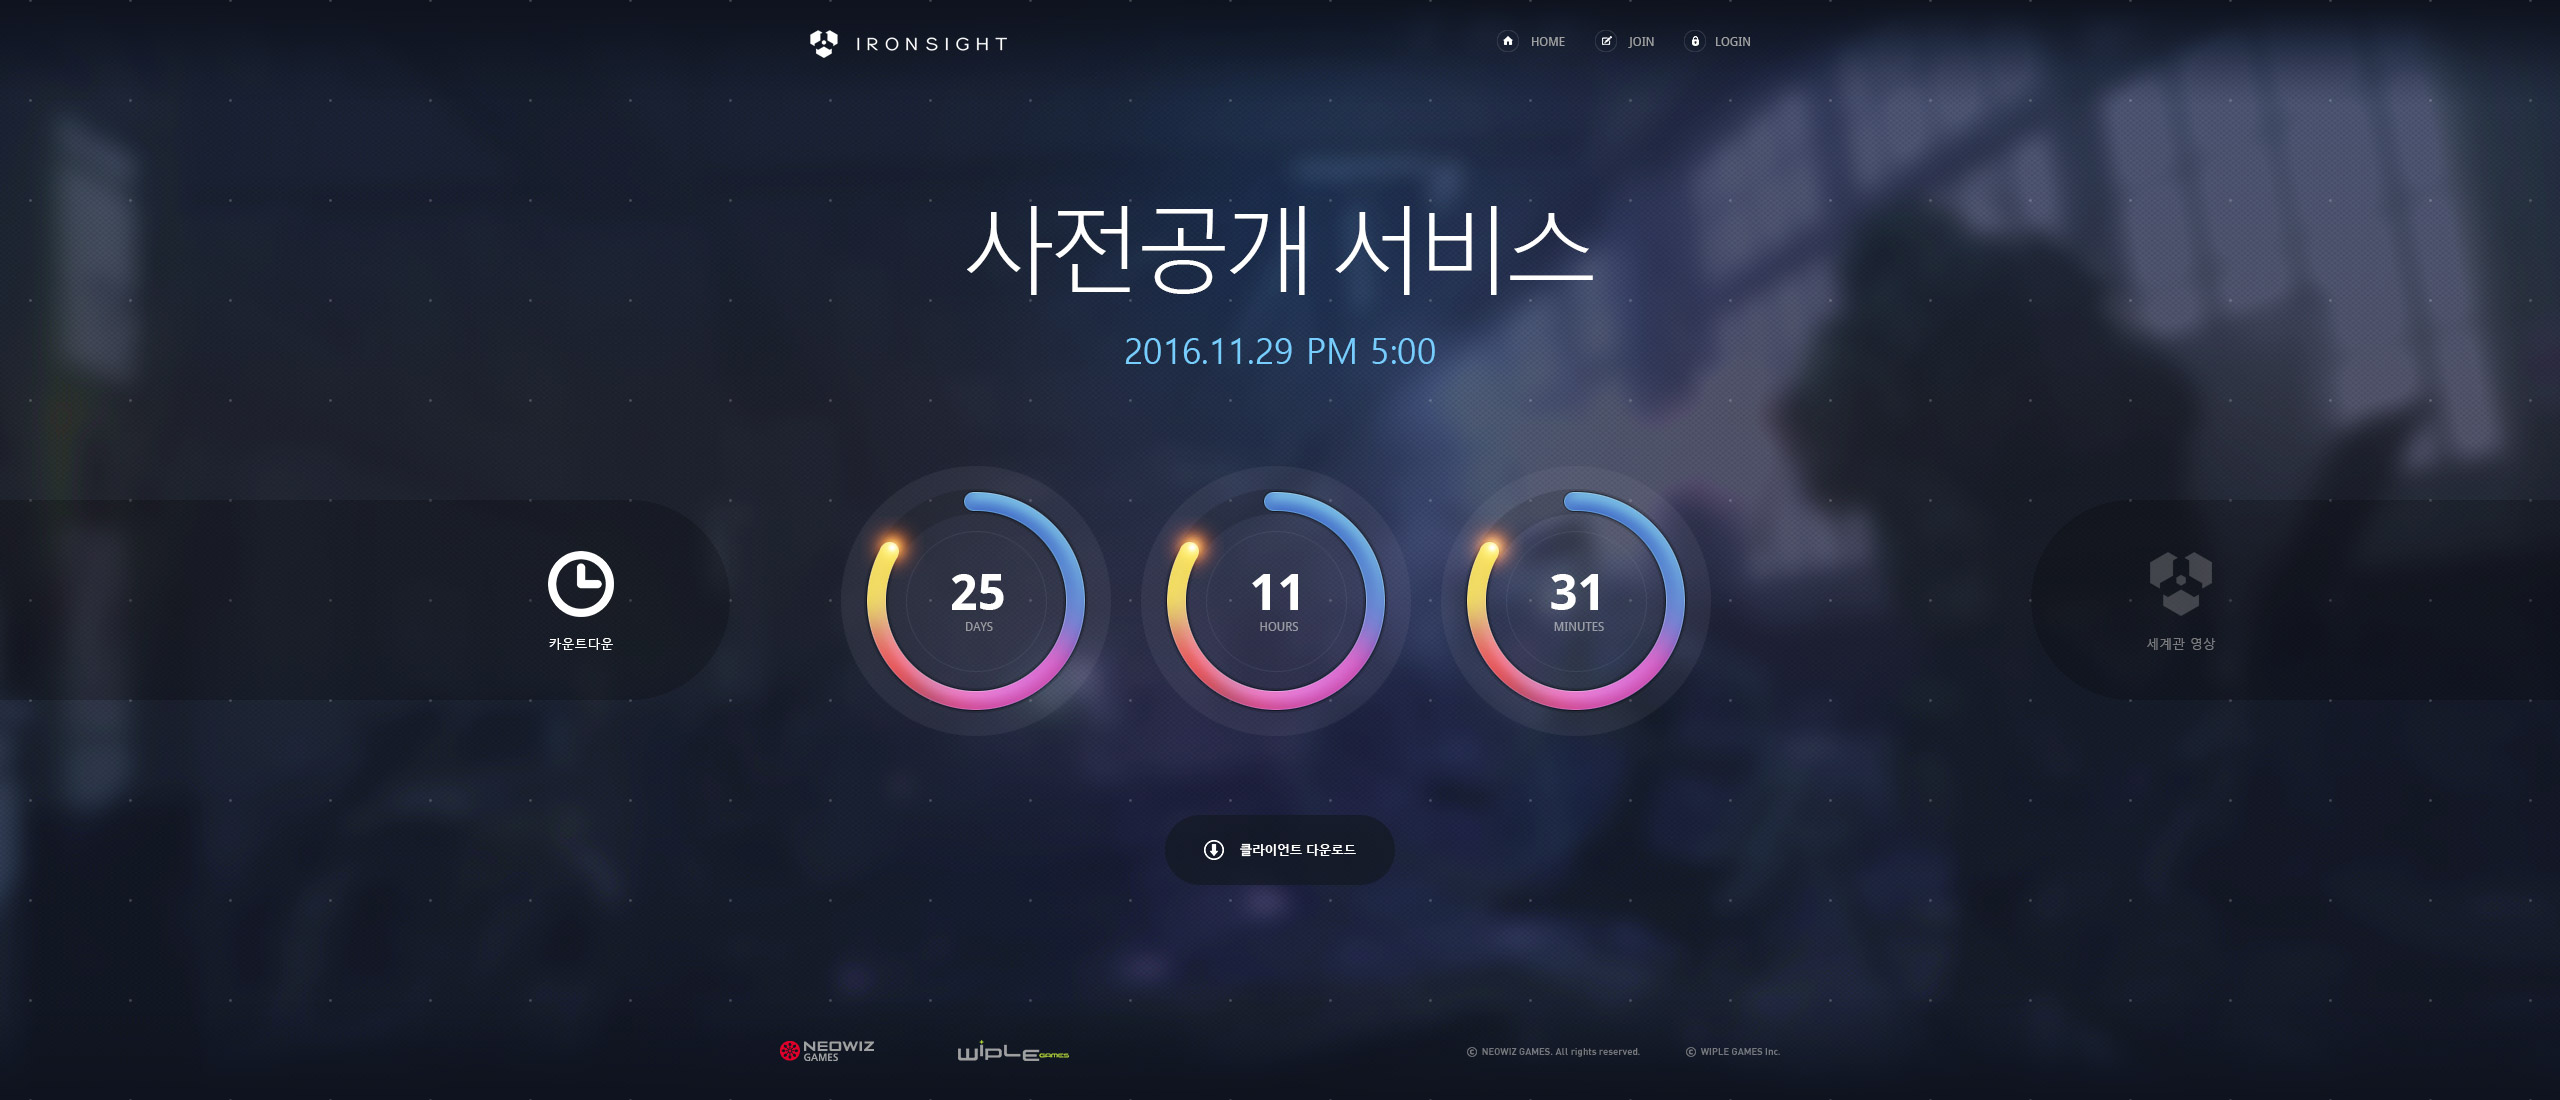 IRONSIGHT
HOME
JOIN
LOGIN
사전공개 서비스
2016.11.29 PM 5:00
카운트다운
25
DAYS
11
HOURS
31
MINUTES
세계관 영상
클라이언트 다운로드
NEOWIZ
GAMES
WiPLE GAMES
© NEOWIZ GAMES. All rights reserved.
© WIPLE GAMES Inc.